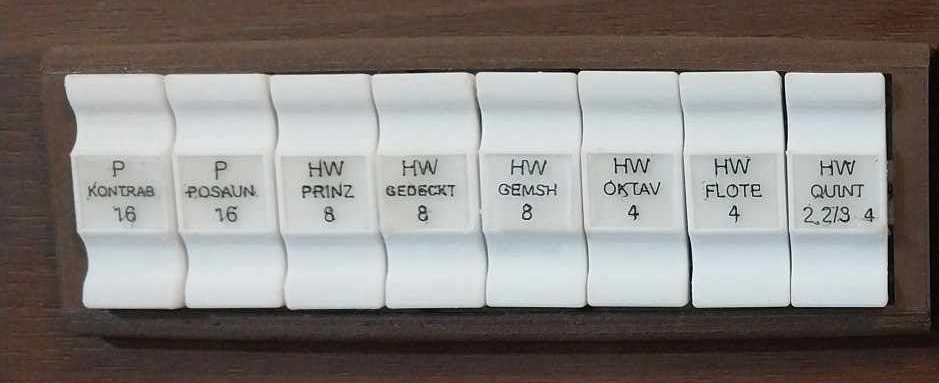 P
KONTRAB
16
P
POSAUN
16
HW
PRINZ
8
HW
GEDECKT
8
HW
GEMSH
8
HW
OKTAV
4
HW
FLOTE
4
HW
QUINT
2.2/3 4